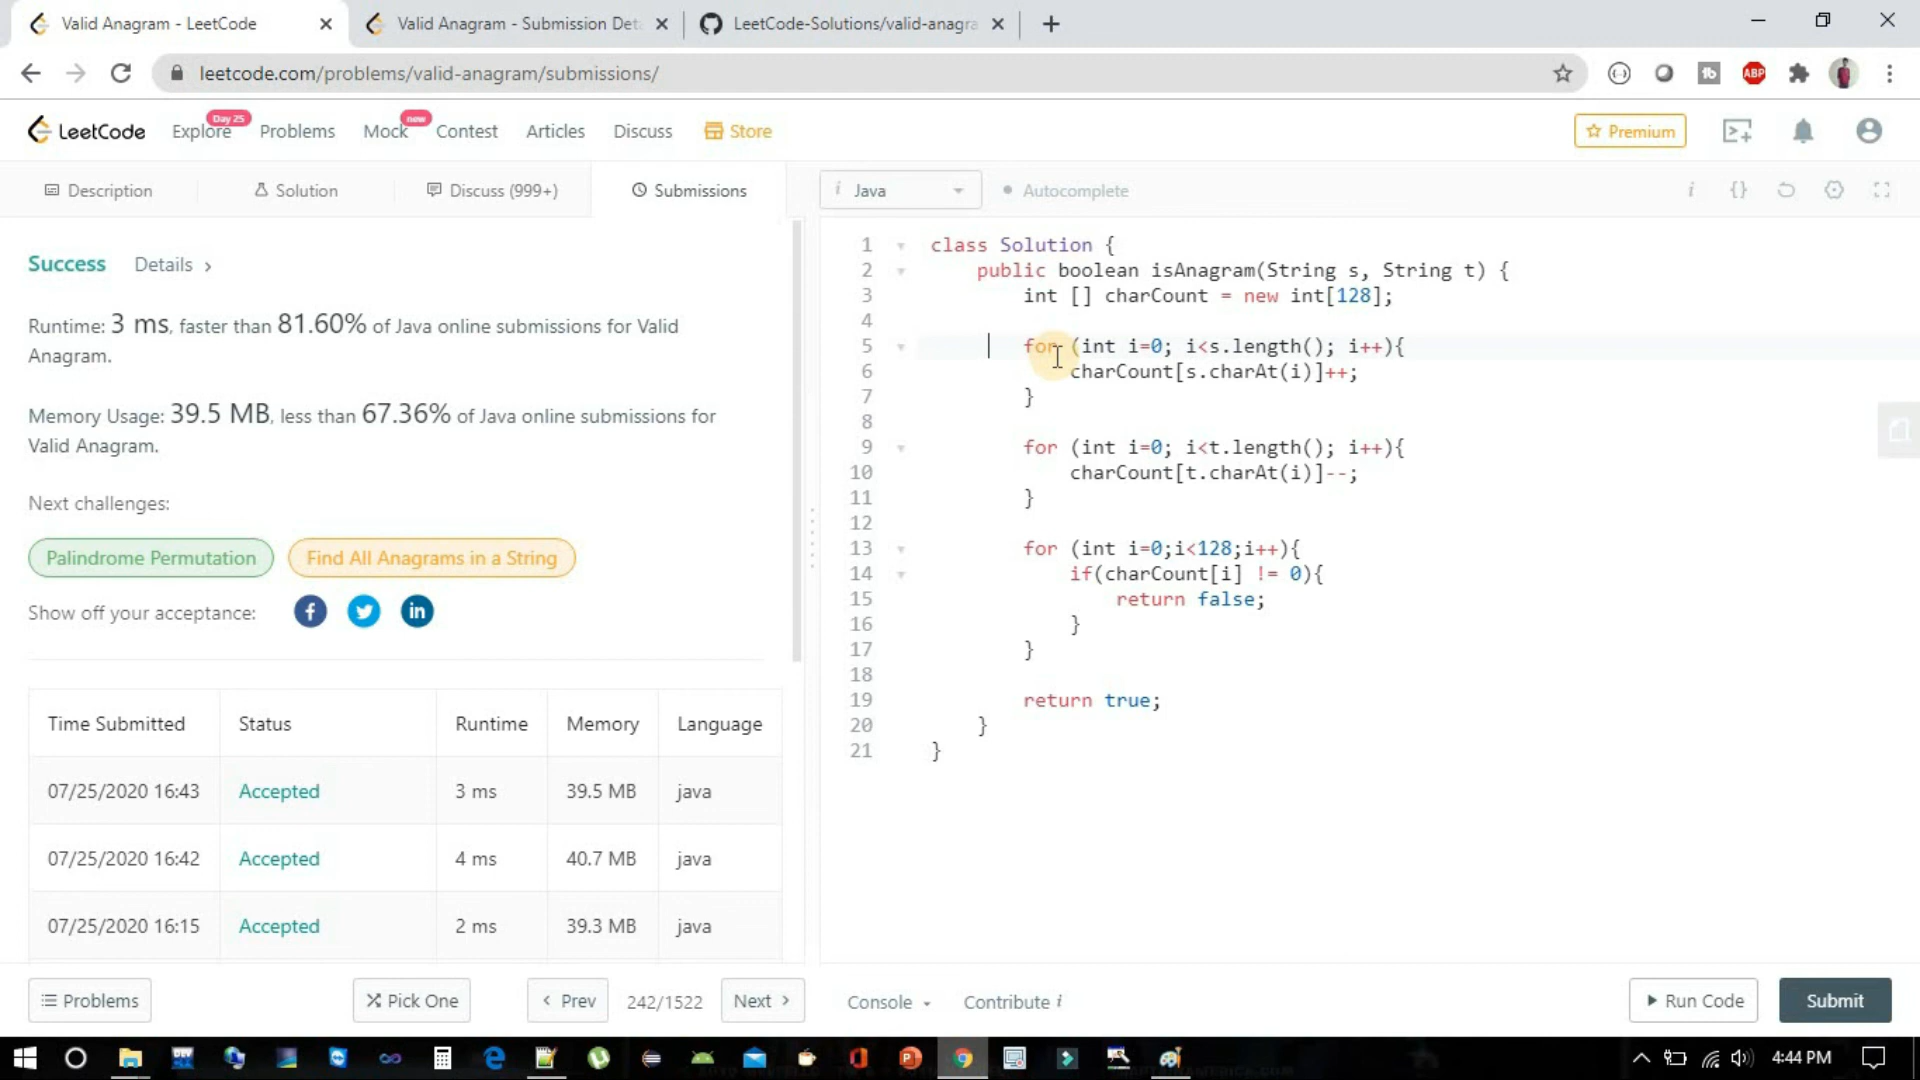 Valid Anagram - LeetCode
Valid Anagram - Submission Det
LeetCode-Solutions/valid-anagra
leetcode.com/problems/valid-anagram/submissions/
ABP
LeetCode
Explore
Day 25
Problems
Mock
new
Contest
Articles
Discuss
Store
Premium
Description
Solution
Discuss (999+)
Submissions
i Java
Autocomplete
i
{}
Success
Details >
Runtime: 3 ms, faster than 81.60% of Java online submissions for Valid
Anagram.
Memory Usage: 39.5 MB, less than 67.36% of Java online submissions for
Valid Anagram.
Next challenges:
Palindrome Permutation
Find All Anagrams in a String
Show off your acceptance:
Time Submitted Status Runtime Memory Language
07/25/2020 16:43 Accepted 3 ms 39.5 MB java
07/25/2020 16:42 Accepted 4 ms 40.7 MB java
07/25/2020 16:15 Accepted 2 ms 39.3 MB java
1 class Solution {
2 public boolean isAnagram(String s, String t) {
3 int [] charCount = new int[128];
4
5 for (int i=0; i<s.length(); i++){
6 charCount[s.charAt(i)]++;
7 }
8
9 for (int i=0; i<t.length(); i++){
10 charCount[t.charAt(i)]--;
11 }
12
13 for (int i=0;i<128;i++){
14 if(charCount[i] != 0){
15 return false;
16 }
17 }
18
19 return true;
20 }
21 }
Problems
Pick One
< Prev
242/1522
Next >
Console
Contribute i
Run Code
Submit
4:44 PM